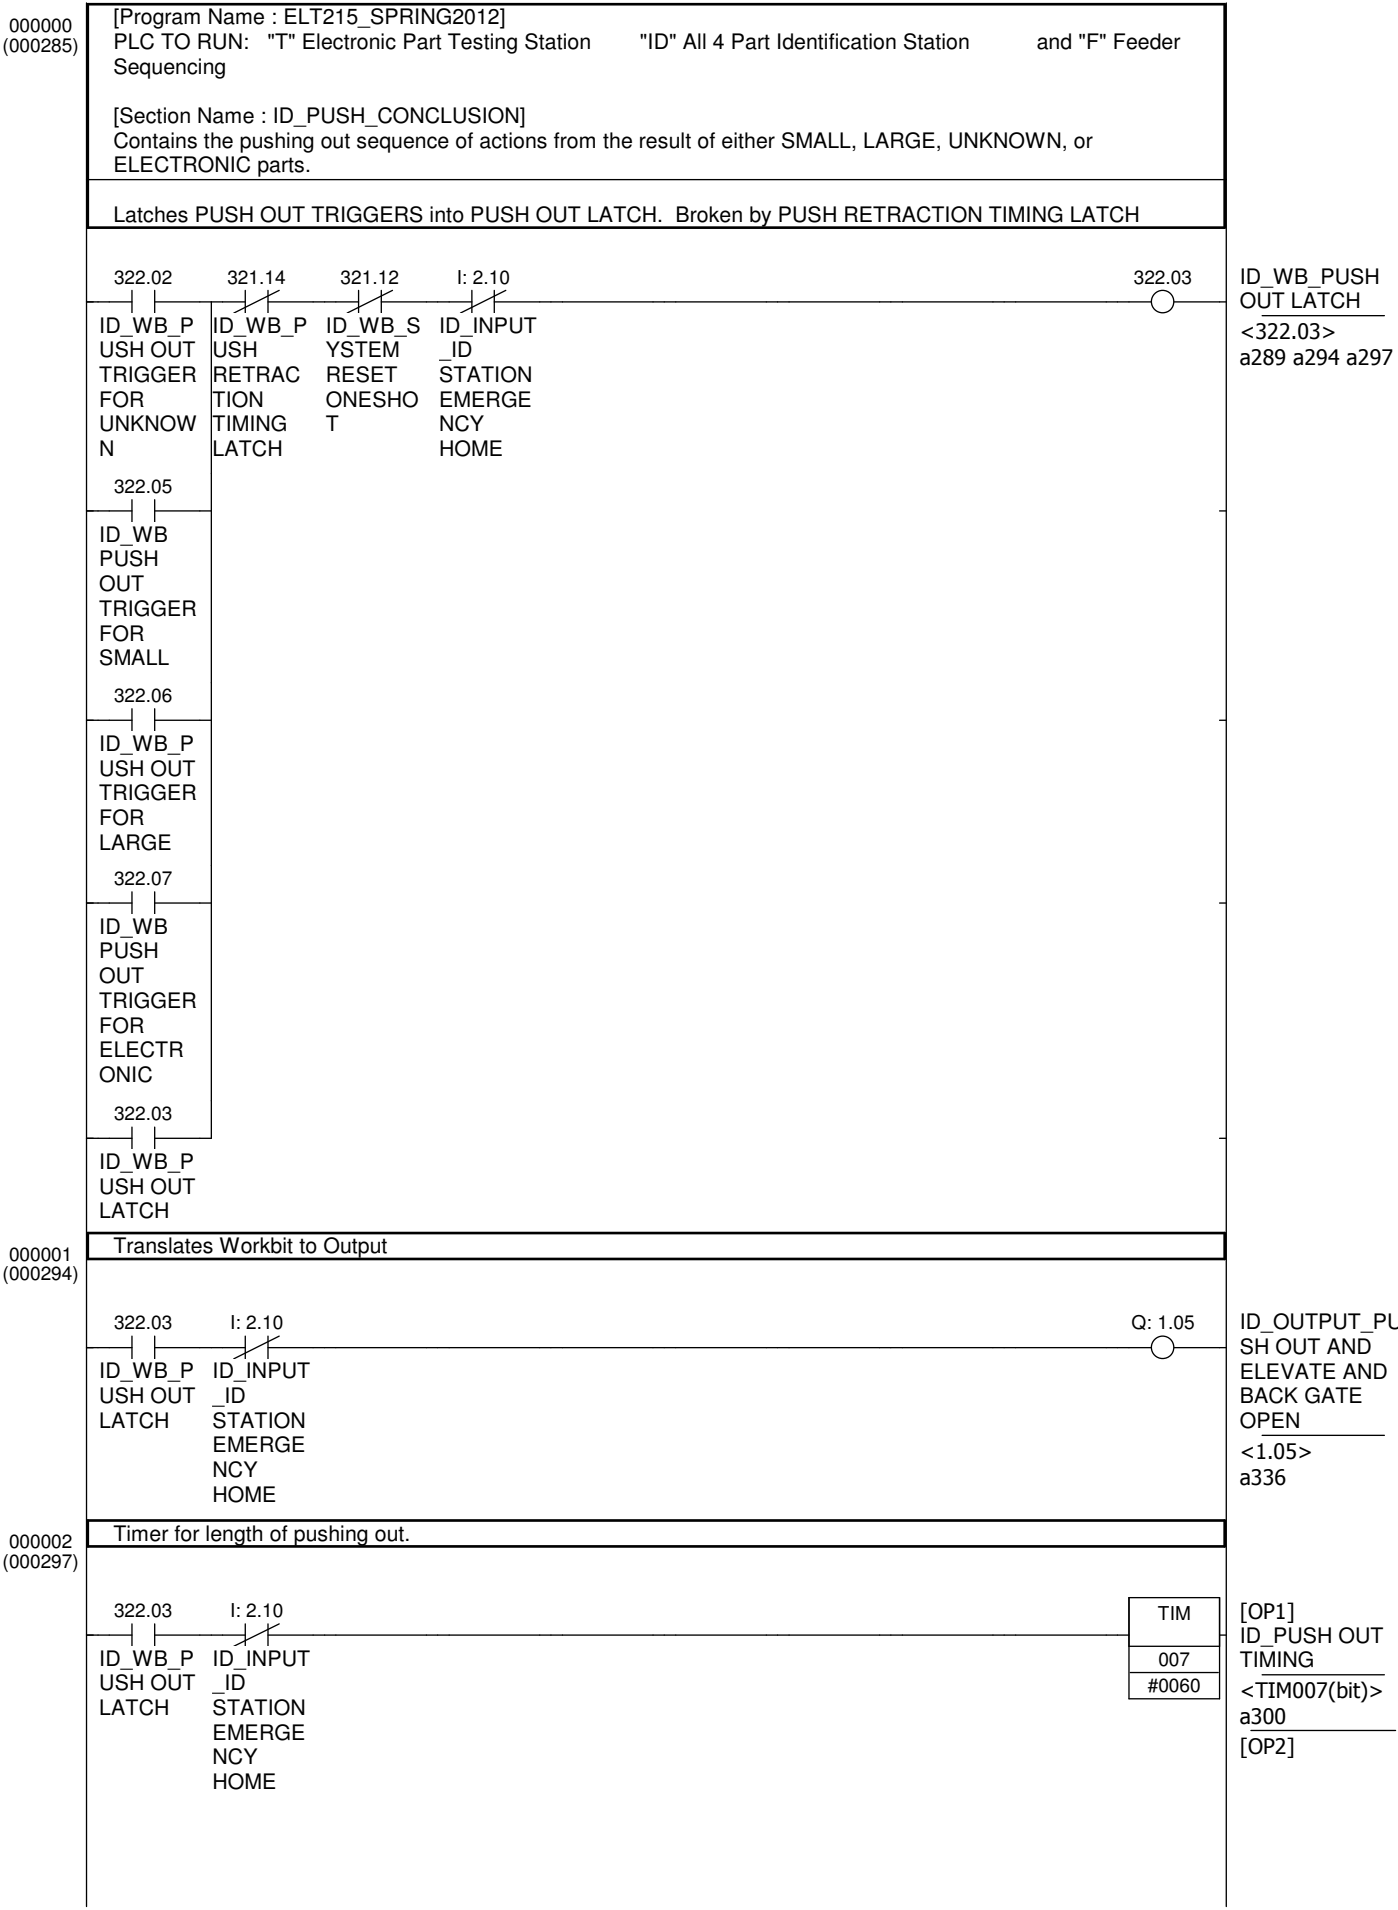 000000
(000285)
[Program Name : ELT215_SPRING2012]
PLC TO RUN: "T" Electronic Part Testing Station "ID" All 4 Part Identification Station and "F" Feeder
Sequencing
[Section Name : ID_PUSH_CONCLUSION]
Contains the pushing out sequence of actions from the result of either SMALL, LARGE, UNKNOWN, or
ELECTRONIC parts.
Latches PUSH OUT TRIGGERS into PUSH OUT LATCH. Broken by PUSH RETRACTION TIMING LATCH
322.02
ID_WB_P
USH OUT
TRIGGER
FOR
UNKNOW
N
321.14
ID_WB_P
USH
RETRAC
TION
TIMING
LATCH
321.12
ID_WB_S
YSTEM
RESET
ONESHO
T
I: 2.10
ID_INPUT
_ID
STATION
EMERGE
NCY
HOME
322.03
ID_WB_PUSH
OUT LATCH
<322.03>
a289 a294 a297
322.05
ID_WB
PUSH
OUT
TRIGGER
FOR
SMALL
322.06
ID_WB_P
USH OUT
TRIGGER
FOR
LARGE
322.07
ID_WB
PUSH
OUT
TRIGGER
FOR
ELECTR
ONIC
322.03
ID_WB_P
USH OUT
LATCH
000001
(000294)
Translates Workbit to Output
322.03
ID_WB_P
USH OUT
LATCH
I: 2.10
ID_INPUT
_ID
STATION
EMERGE
NCY
HOME
Q: 1.05
ID_OUTPUT_PU
SH OUT AND
ELEVATE AND
BACK GATE
OPEN
<1.05>
a336
000002
(000297)
Timer for length of pushing out.
322.03
ID_WB_P
USH OUT
LATCH
I: 2.10
ID_INPUT
_ID
STATION
EMERGE
NCY
HOME
TIM
007
#0060
[OP1]
ID_PUSH OUT
TIMING
<TIM007(bit)>
a300
[OP2]